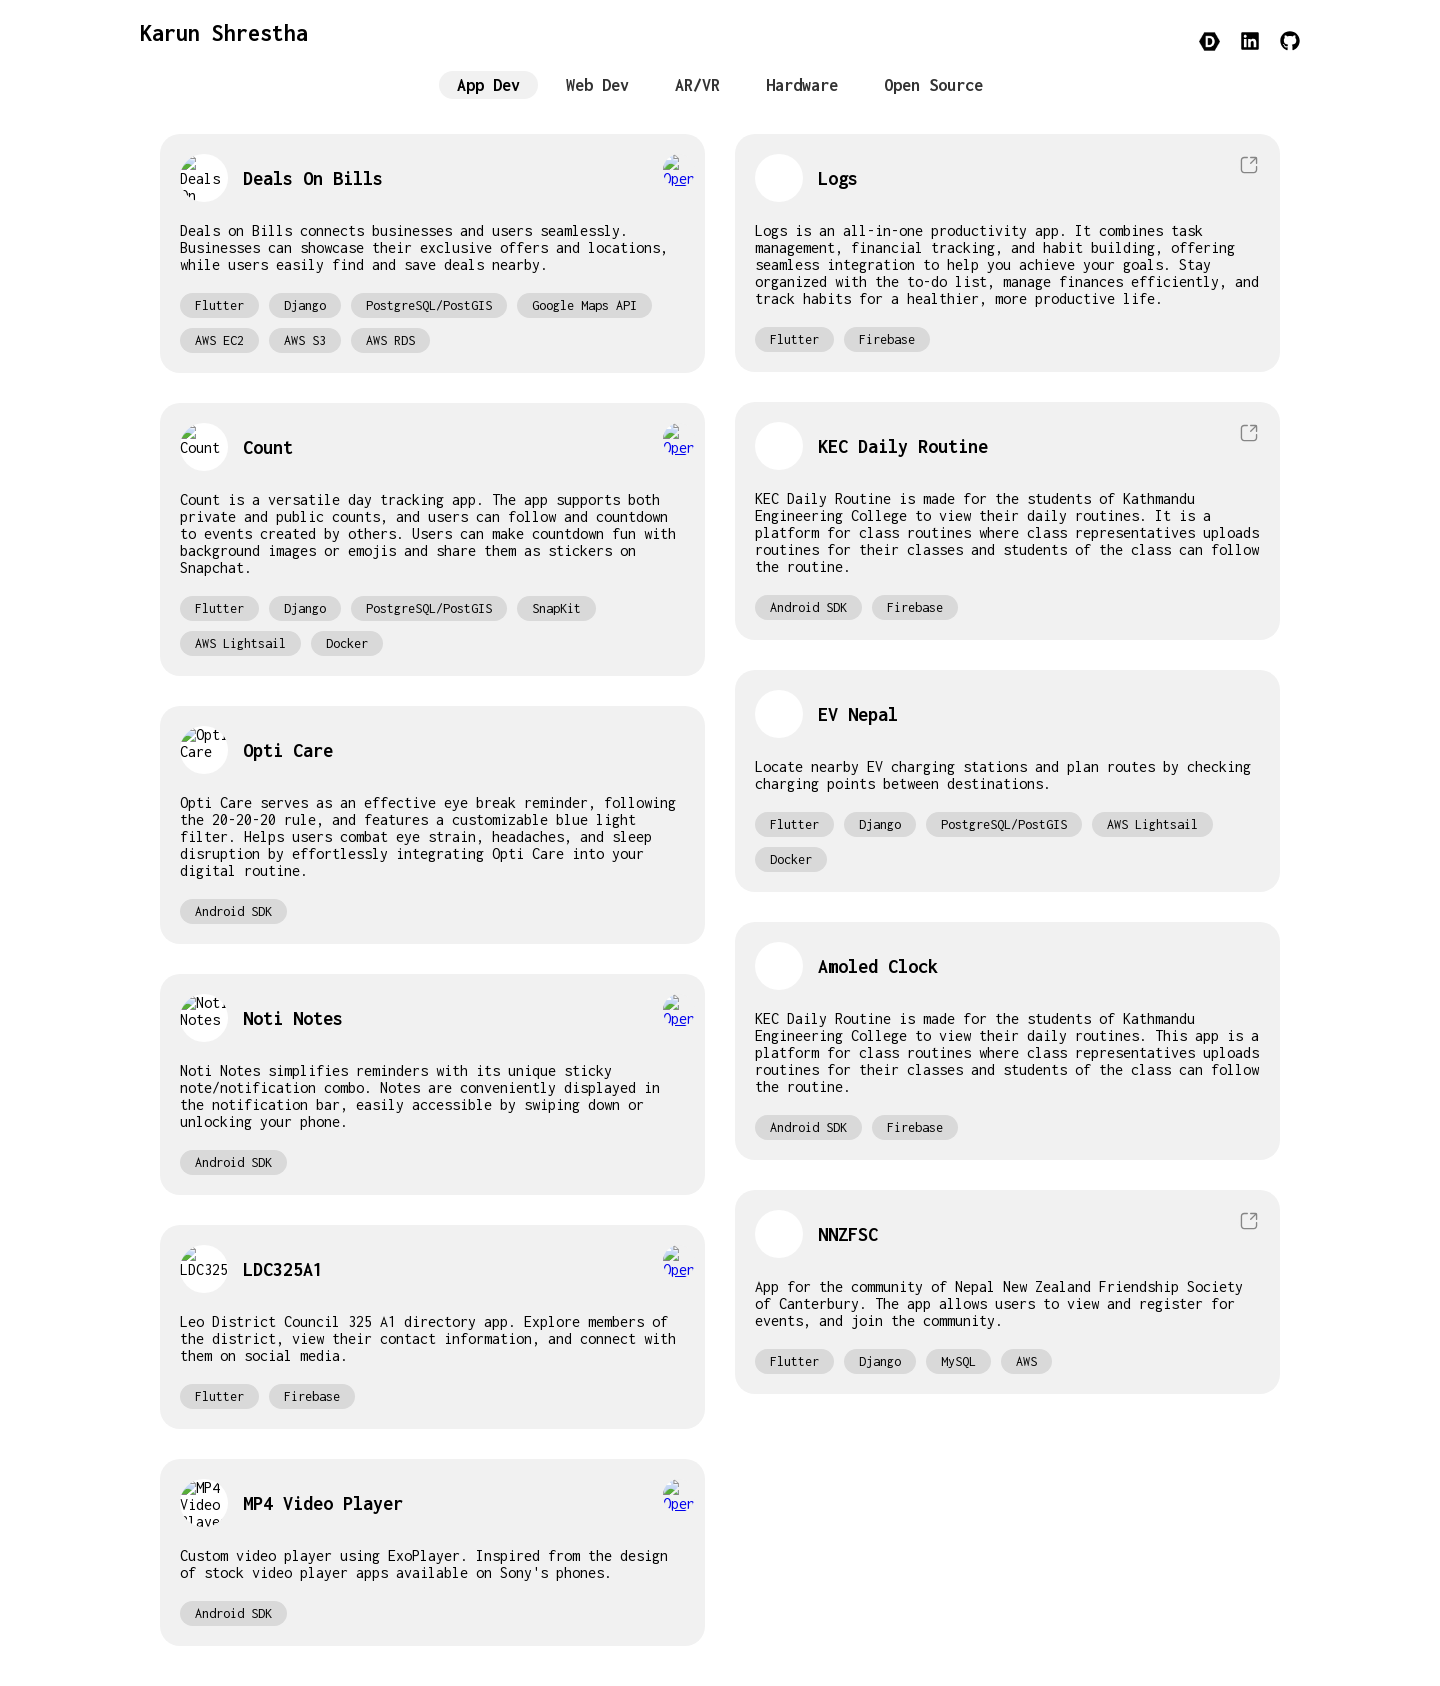 Karun Shrestha
App Dev
Web Dev
AR/VR
Hardware
Open Source
Deals
On
Deals On Bills
Open
Deals on Bills connects businesses and users seamlessly.
Businesses can showcase their exclusive offers and locations,
while users easily find and save deals nearby.
Flutter
Django
PostgreSQL/PostGIS
Google Maps API
AWS EC2
AWS S3
AWS RDS
Count
Count
Open
Count is a versatile day tracking app. The app supports both
private and public counts, and users can follow and countdown
to events created by others. Users can make countdown fun with
background images or emojis and share them as stickers on
Snapchat.
Flutter
Django
PostgreSQL/PostGIS
SnapKit
AWS Lightsail
Docker
Opti
Care
Opti Care
Opti Care serves as an effective eye break reminder, following
the 20-20-20 rule, and features a customizable blue light
filter. Helps users combat eye strain, headaches, and sleep
disruption by effortlessly integrating Opti Care into your
digital routine.
Android SDK
Noti
Notes
Noti Notes
Open
Noti Notes simplifies reminders with its unique sticky
note/notification combo. Notes are conveniently displayed in
the notification bar, easily accessible by swiping down or
unlocking your phone.
Android SDK
LDC325
LDC325A1
Open
Leo District Council 325 A1 directory app. Explore members of
the district, view their contact information, and connect with
them on social media.
Flutter
Firebase
MP4
Video
Playe
MP4 Video Player
Open
Custom video player using ExoPlayer. Inspired from the design
of stock video player apps available on Sony's phones.
Android SDK
Logs
Logs is an all-in-one productivity app. It combines task
management, financial tracking, and habit building, offering
seamless integration to help you achieve your goals. Stay
organized with the to-do list, manage finances efficiently, and
track habits for a healthier, more productive life.
Flutter
Firebase
KEC Daily Routine
KEC Daily Routine is made for the students of Kathmandu
Engineering College to view their daily routines. It is a
platform for class routines where class representatives uploads
routines for their classes and students of the class can follow
the routine.
Android SDK
Firebase
EV Nepal
Locate nearby EV charging stations and plan routes by checking
charging points between destinations.
Flutter
Django
PostgreSQL/PostGIS
AWS Lightsail
Docker
Amoled Clock
KEC Daily Routine is made for the students of Kathmandu
Engineering College to view their daily routines. This app is a
platform for class routines where class representatives uploads
routines for their classes and students of the class can follow
the routine.
Android SDK
Firebase
NNZFSC
App for the community of Nepal New Zealand Friendship Society
of Canterbury. The app allows users to view and register for
events, and join the community.
Flutter
Django
MySQL
AWS